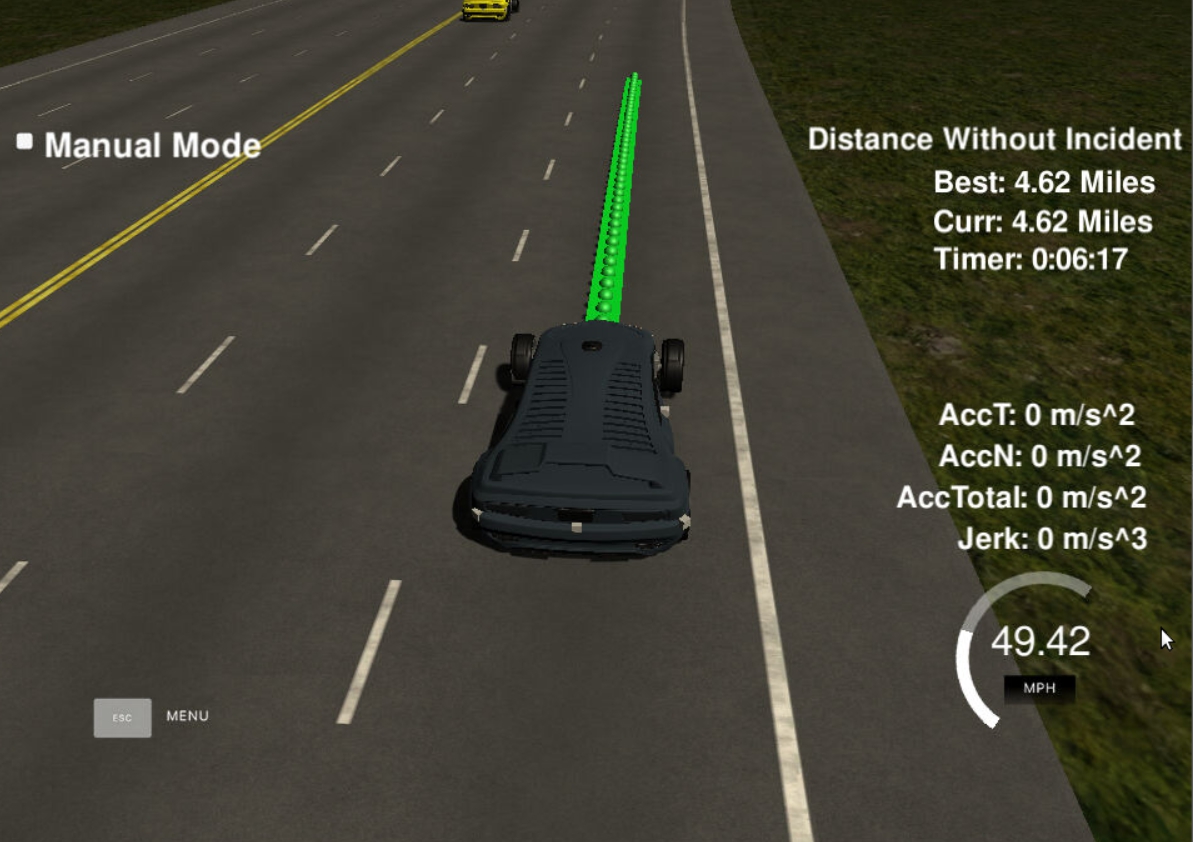 Manual Mode
Distance Without Incident
Best: 4.62 Miles
Curr: 4.62 Miles
Timer: 0:06:17
AccT: 0 m/s^2
AccN: 0 m/s^2
AccTotal: 0 m/s^2
Jerk: 0 m/s^3
49.42
MPH
ESC MENU